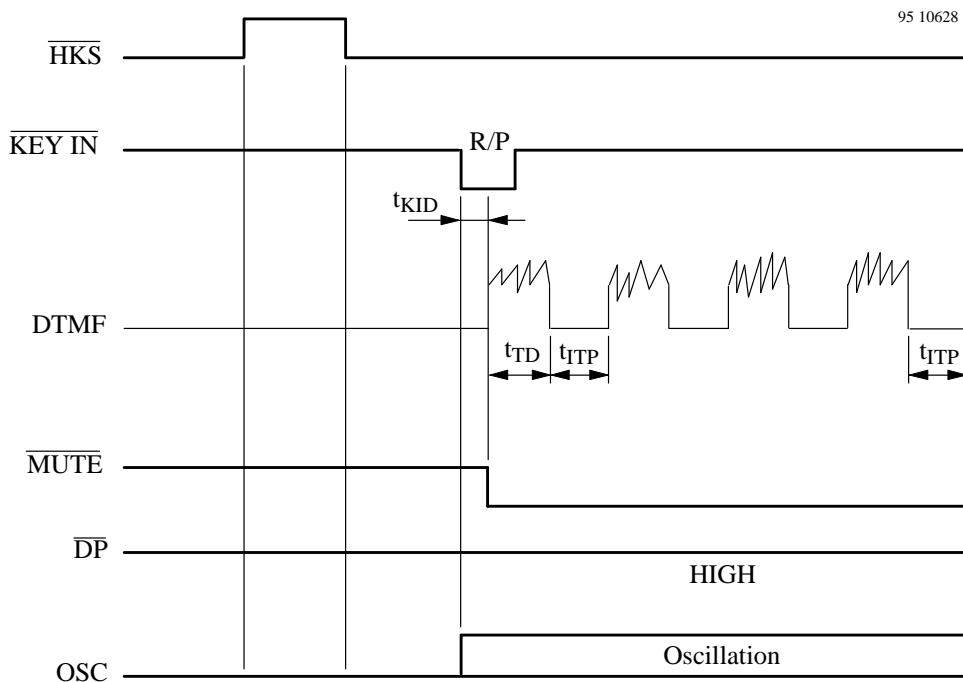 95 10628
HKS
KEY IN
R/P
tKID
DTMF
tTD
tITP
tITP
MUTE
DP
HIGH
OSC
Oscillation